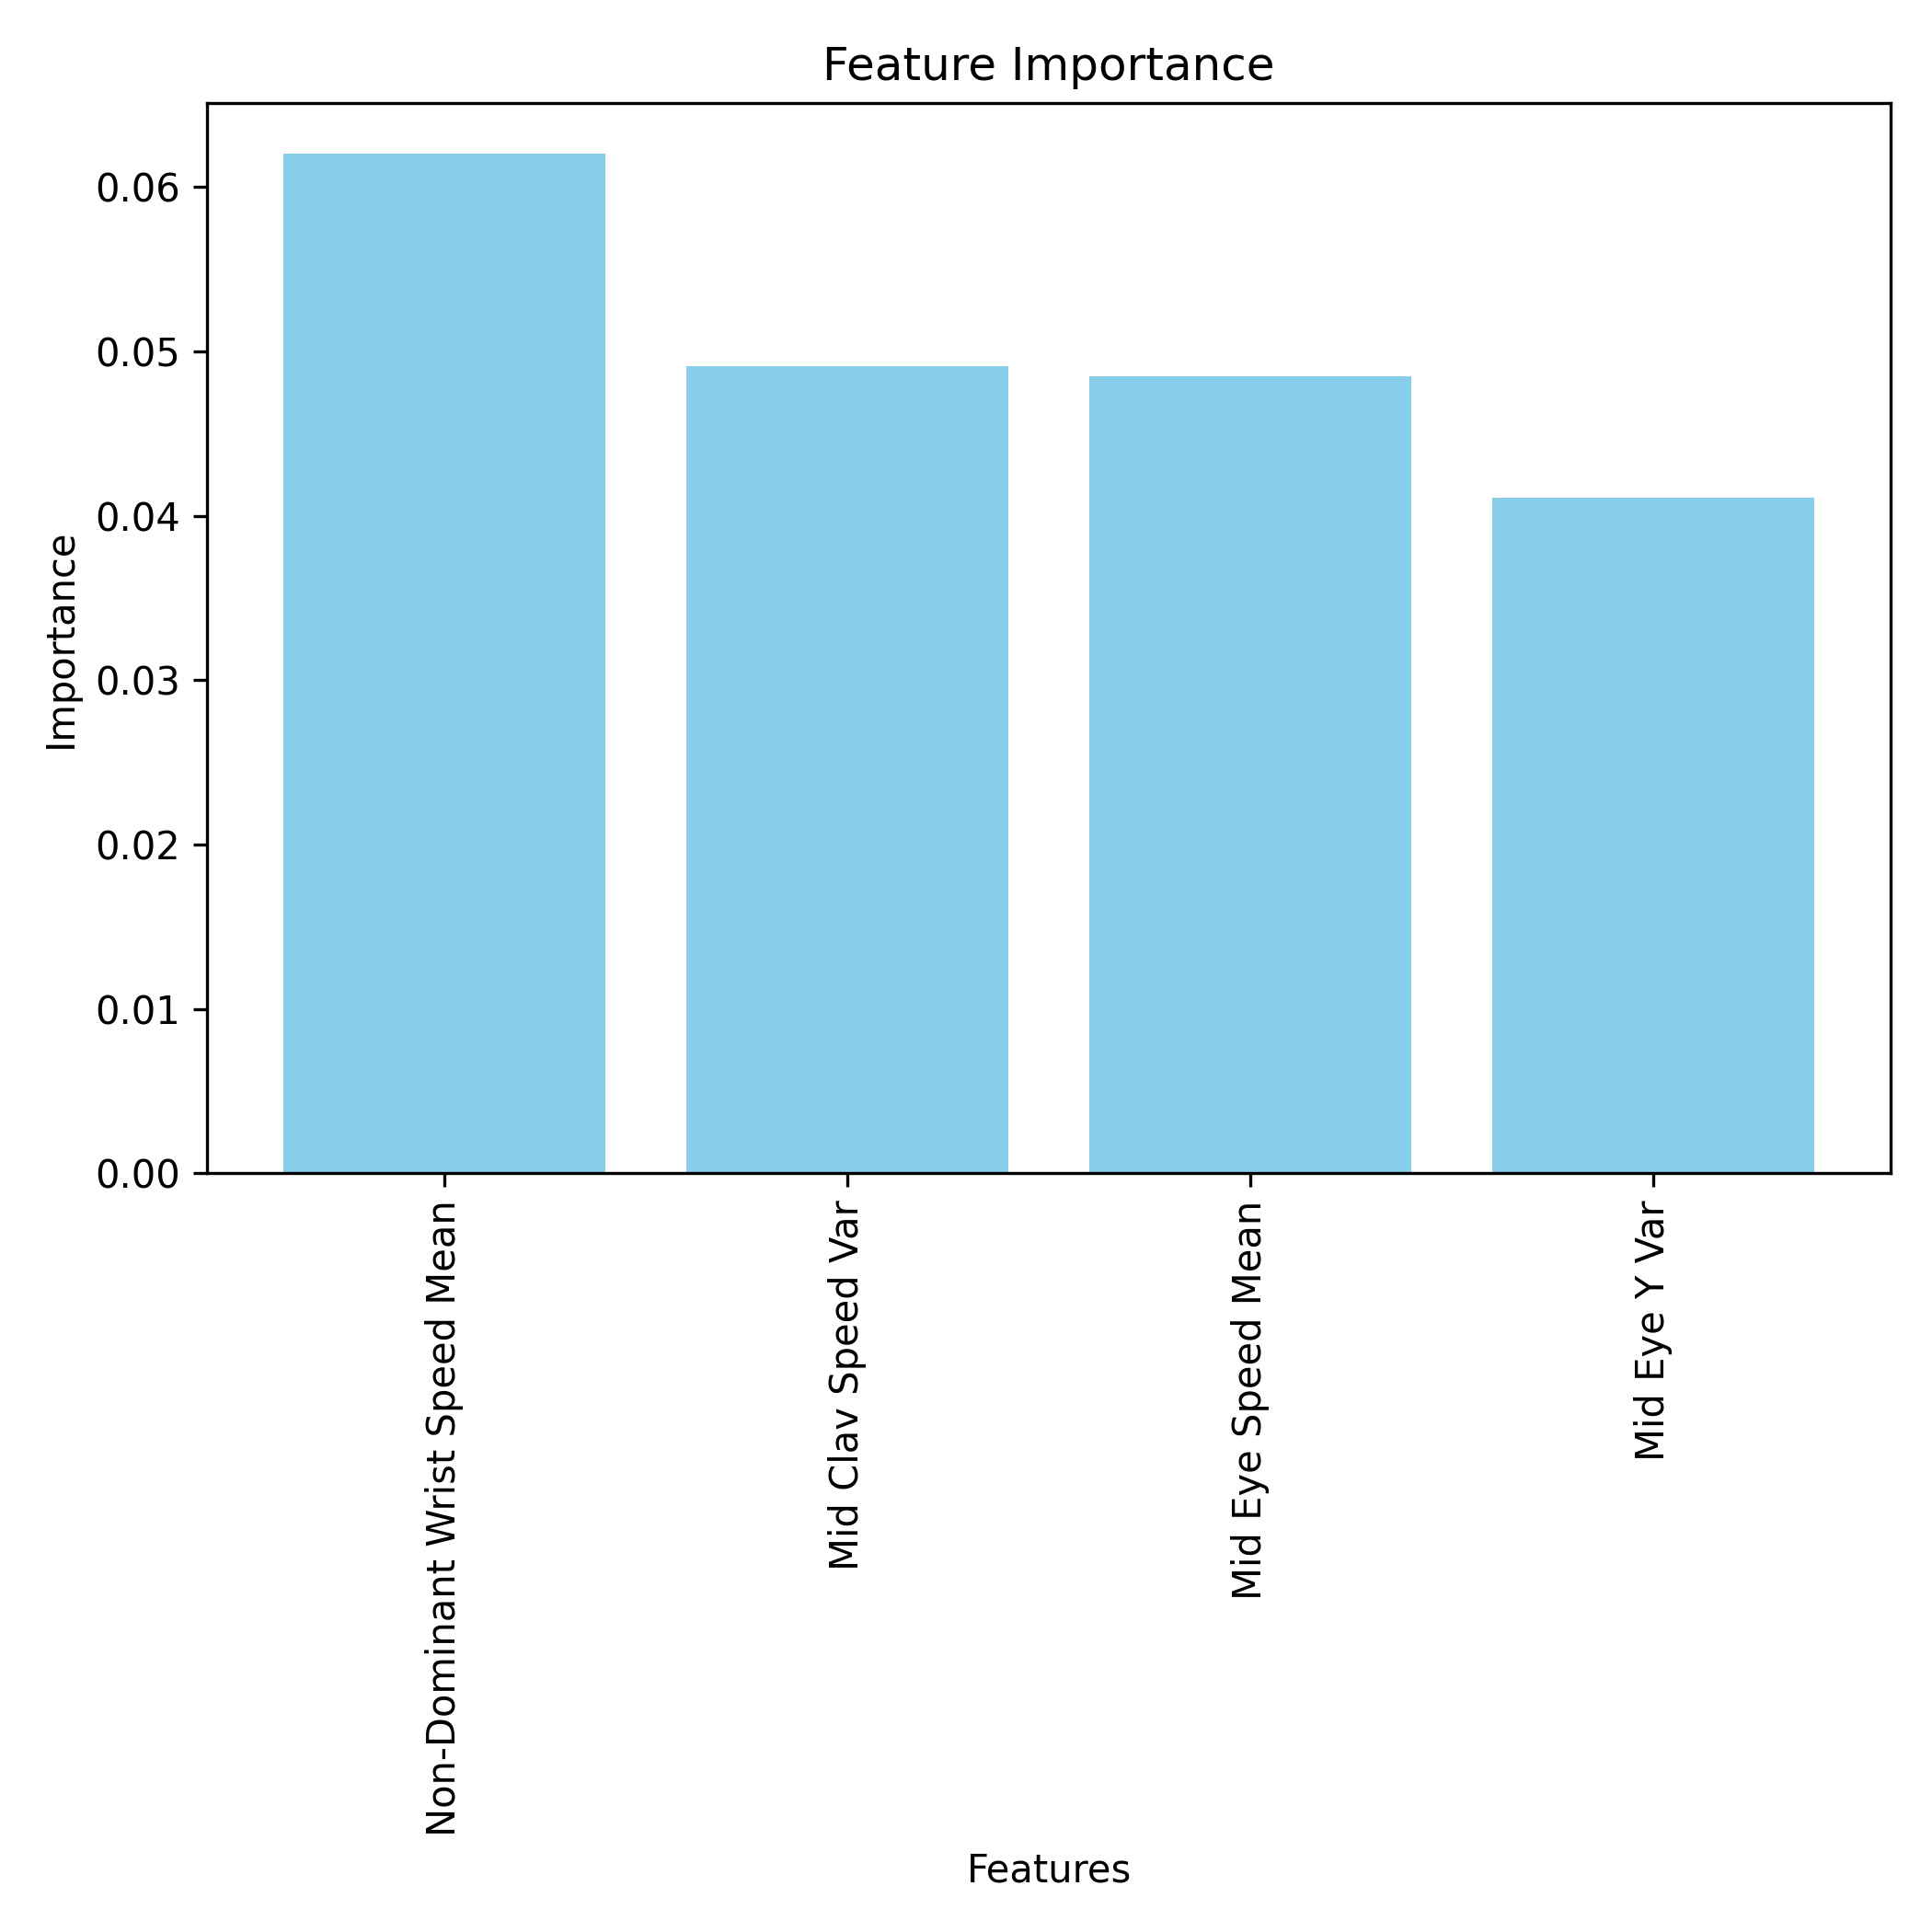 Feature Importance
Importance
0.06
0.05
0.04
0.03
0.02
0.01
0.00
Non-Dominant Wrist Speed Mean
Mid Clav Speed Var
Mid Eye Speed Mean
Mid Eye Y Var
Features